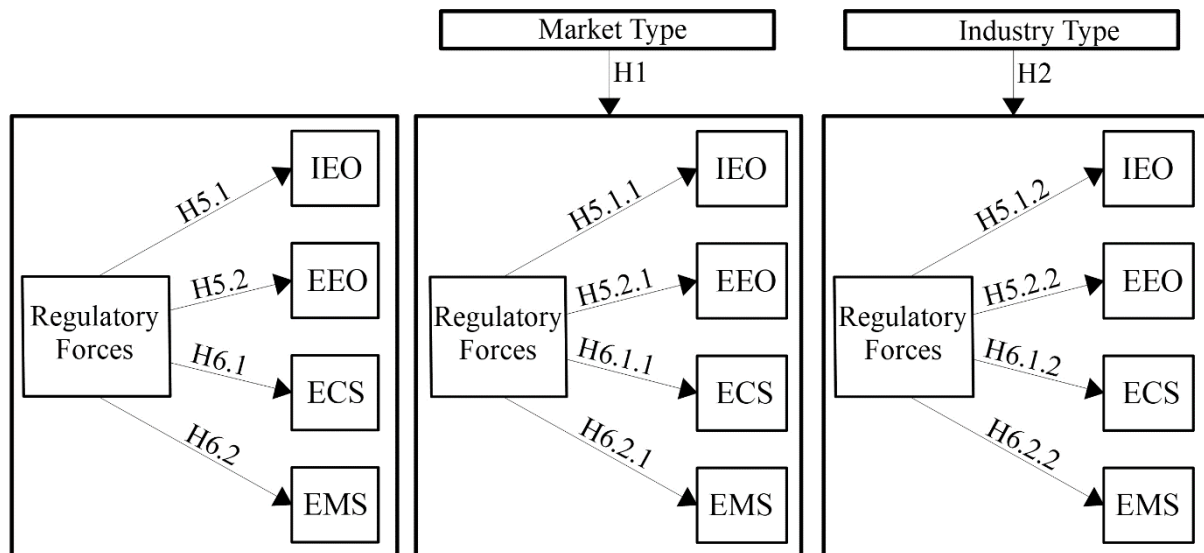 Market Type
Industry Type
H1
H2
IEO
H5.1
EEO
H5.2
Regulatory
Forces
H6.1
ECS
H6.2
EMS
IEO
H5.1.1
EEO
H5.2.1
Regulatory
Forces
H6.1.1
ECS
H6.2.1
EMS
IEO
H5.1.2
EEO
H5.2.2
Regulatory
Forces
H6.1.2
ECS
H6.2.2
EMS